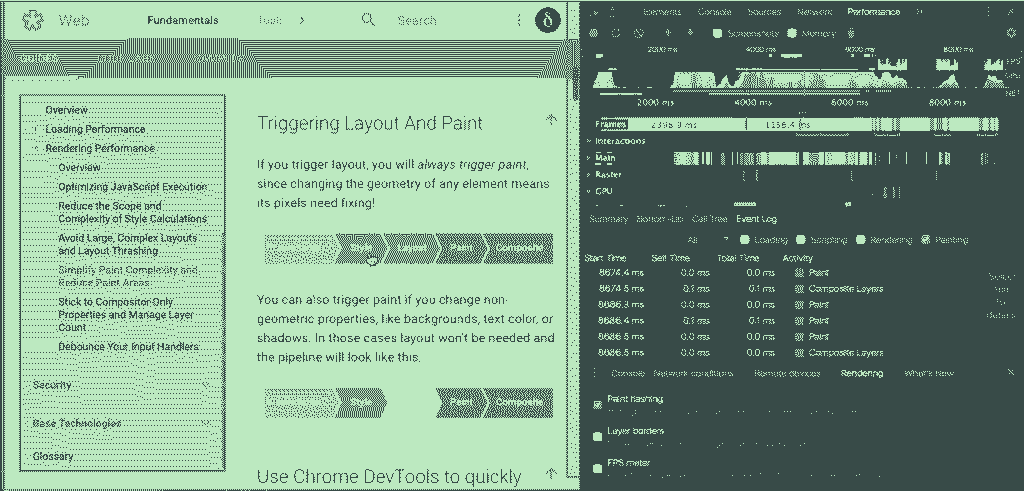 Web Fundamentals Tools Search
Overview
Loading Performance
Rendering Performance
Overview
Optimizing JavaScript Execution
Reduce the Scope and
Complexity of Style Calculations
Avoid Large, Complex Layouts
and Layout Thrashing
Simplify Paint Complexity and
Reduce Paint Areas
Stick to Compositor-Only
Properties and Manage Layer
Count
Debounce Your Input Handlers
Security
Base Technologies
Glossary
Triggering Layout And Paint
If you trigger layout, you will always trigger paint,
since changing the geometry of any element means
its pixels need fixing!
Style Layout Paint Composite
You can also trigger paint if you change non-
geometric properties, like backgrounds, text color, or
shadows. In those cases layout won't be needed and
the pipeline will look like this:
Style Paint Composite
Use Chrome DevTools to quickly
Elements Console Sources Network Performance
Screenshots Memory
2000 ms 4000 ms 6000 ms 8000 ms
FPS
CPU
NET
2000 ms 4000 ms 6000 ms 8000 ms
Frames
Interactions
Main
Raster
GPU
Summary Bottom-Up Call Tree Event Log
All Loading Scripting Rendering Painting
Start Time Self Time Total Time Activity
8674.4 ms 0.0 ms 0.0 ms Paint
8674.5 ms 0.1 ms 0.1 ms Composite Layers
8686.3 ms 0.0 ms 0.0 ms Paint
8686.4 ms 0.1 ms 0.1 ms Paint
8686.5 ms 0.0 ms 0.0 ms Paint
8686.5 ms 0.0 ms 0.0 ms Composite Layers
Console Network conditions Remote devices Rendering What's New
Paint flashing
Layer borders
FPS meter